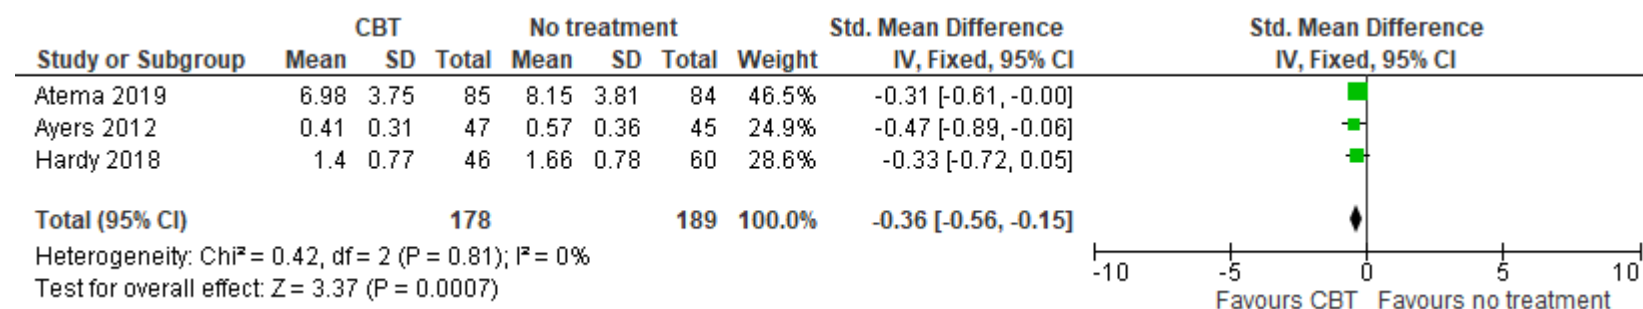 CBT No treatment Std. Mean Difference Std. Mean Difference
Study or Subgroup Mean SD Total Mean SD Total Weight IV, Fixed, 95% CI IV, Fixed, 95% CI
Atema 2019 6.98 3.75 85 8.15 3.81 84 46.5% -0.31 [-0.61, -0.00]
Ayers 2012 0.41 0.31 47 0.57 0.36 45 24.9% -0.47 [-0.89, -0.06]
Hardy 2018 1.4 0.77 46 1.66 0.78 60 28.6% -0.33 [-0.72, 0.05]
Total (95% CI) 178 189 100.0% -0.36 [-0.56, -0.15]
Heterogeneity: Chi² = 0.42, df = 2 (P = 0.81); I² = 0%
Test for overall effect: Z = 3.37 (P = 0.0007)
-10 -5 0 5 10
Favours CBT Favours no treatment